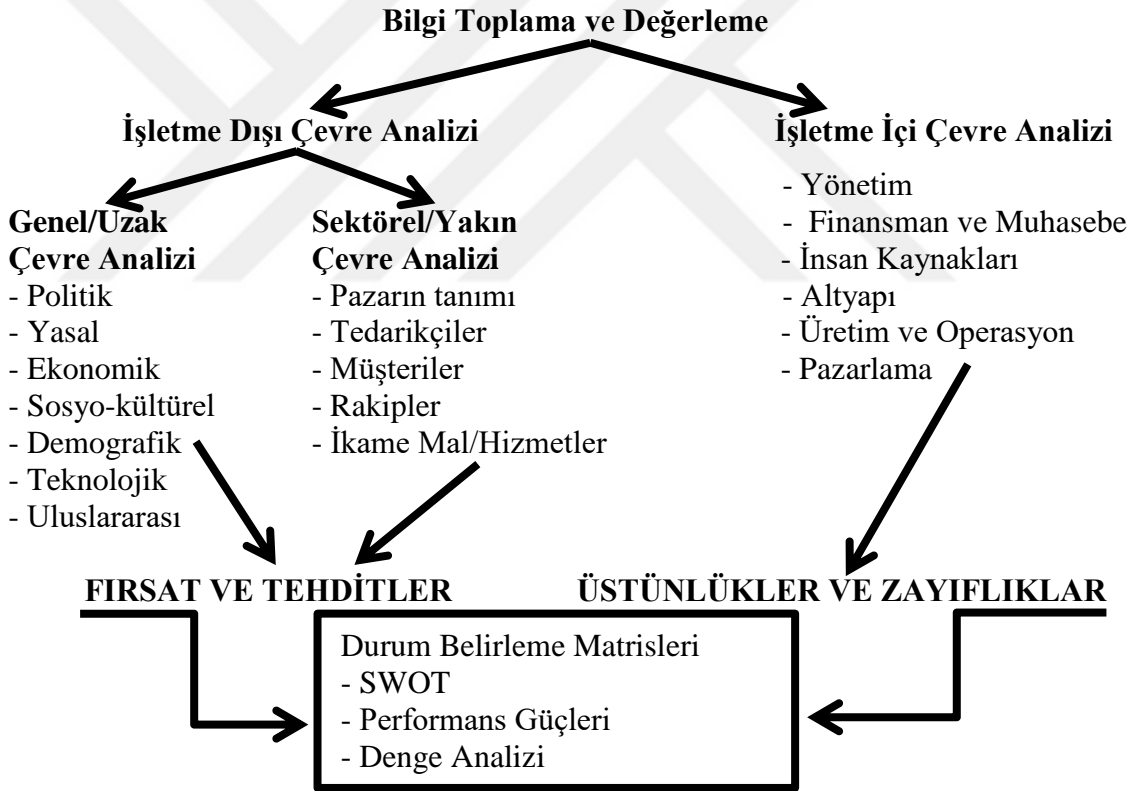 Bilgi Toplama ve Değerleme
İşletme Dışı Çevre Analizi
İşletme İçi Çevre Analizi
Genel/Uzak
Çevre Analizi
- Politik
- Yasal
- Ekonomik
- Sosyo-kültürel
- Demografik
- Teknolojik
- Uluslararası
Sektörel/Yakın
Çevre Analizi
- Pazarın tanımı
- Tedarikçiler
- Müşteriler
- Rakipler
- İkame Mal/Hizmetler
- Yönetim
- Finansman ve Muhasebe
- İnsan Kaynakları
- Altyapı
- Üretim ve Operasyon
- Pazarlama
FIRSAT VE TEHDİTLER
ÜSTÜNLÜKLER VE ZAYIFLIKLAR
Durum Belirleme Matrisleri
- SWOT
- Performans Güçleri
- Denge Analizi